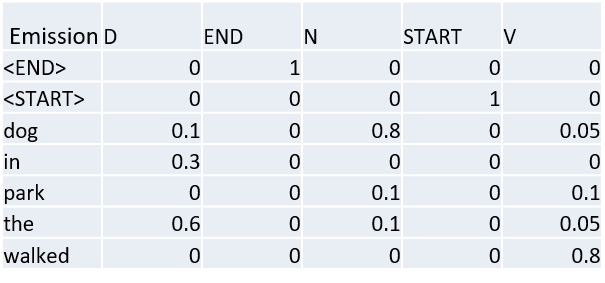 Emission D END N START V
<END> 0 1 0 0 0
<START> 0 0 0 1 0
dog 0.1 0 0.8 0 0.05
in 0.3 0 0 0 0
park 0 0 0.1 0 0.1
the 0.6 0 0.1 0 0.05
walked 0 0 0 0 0.8